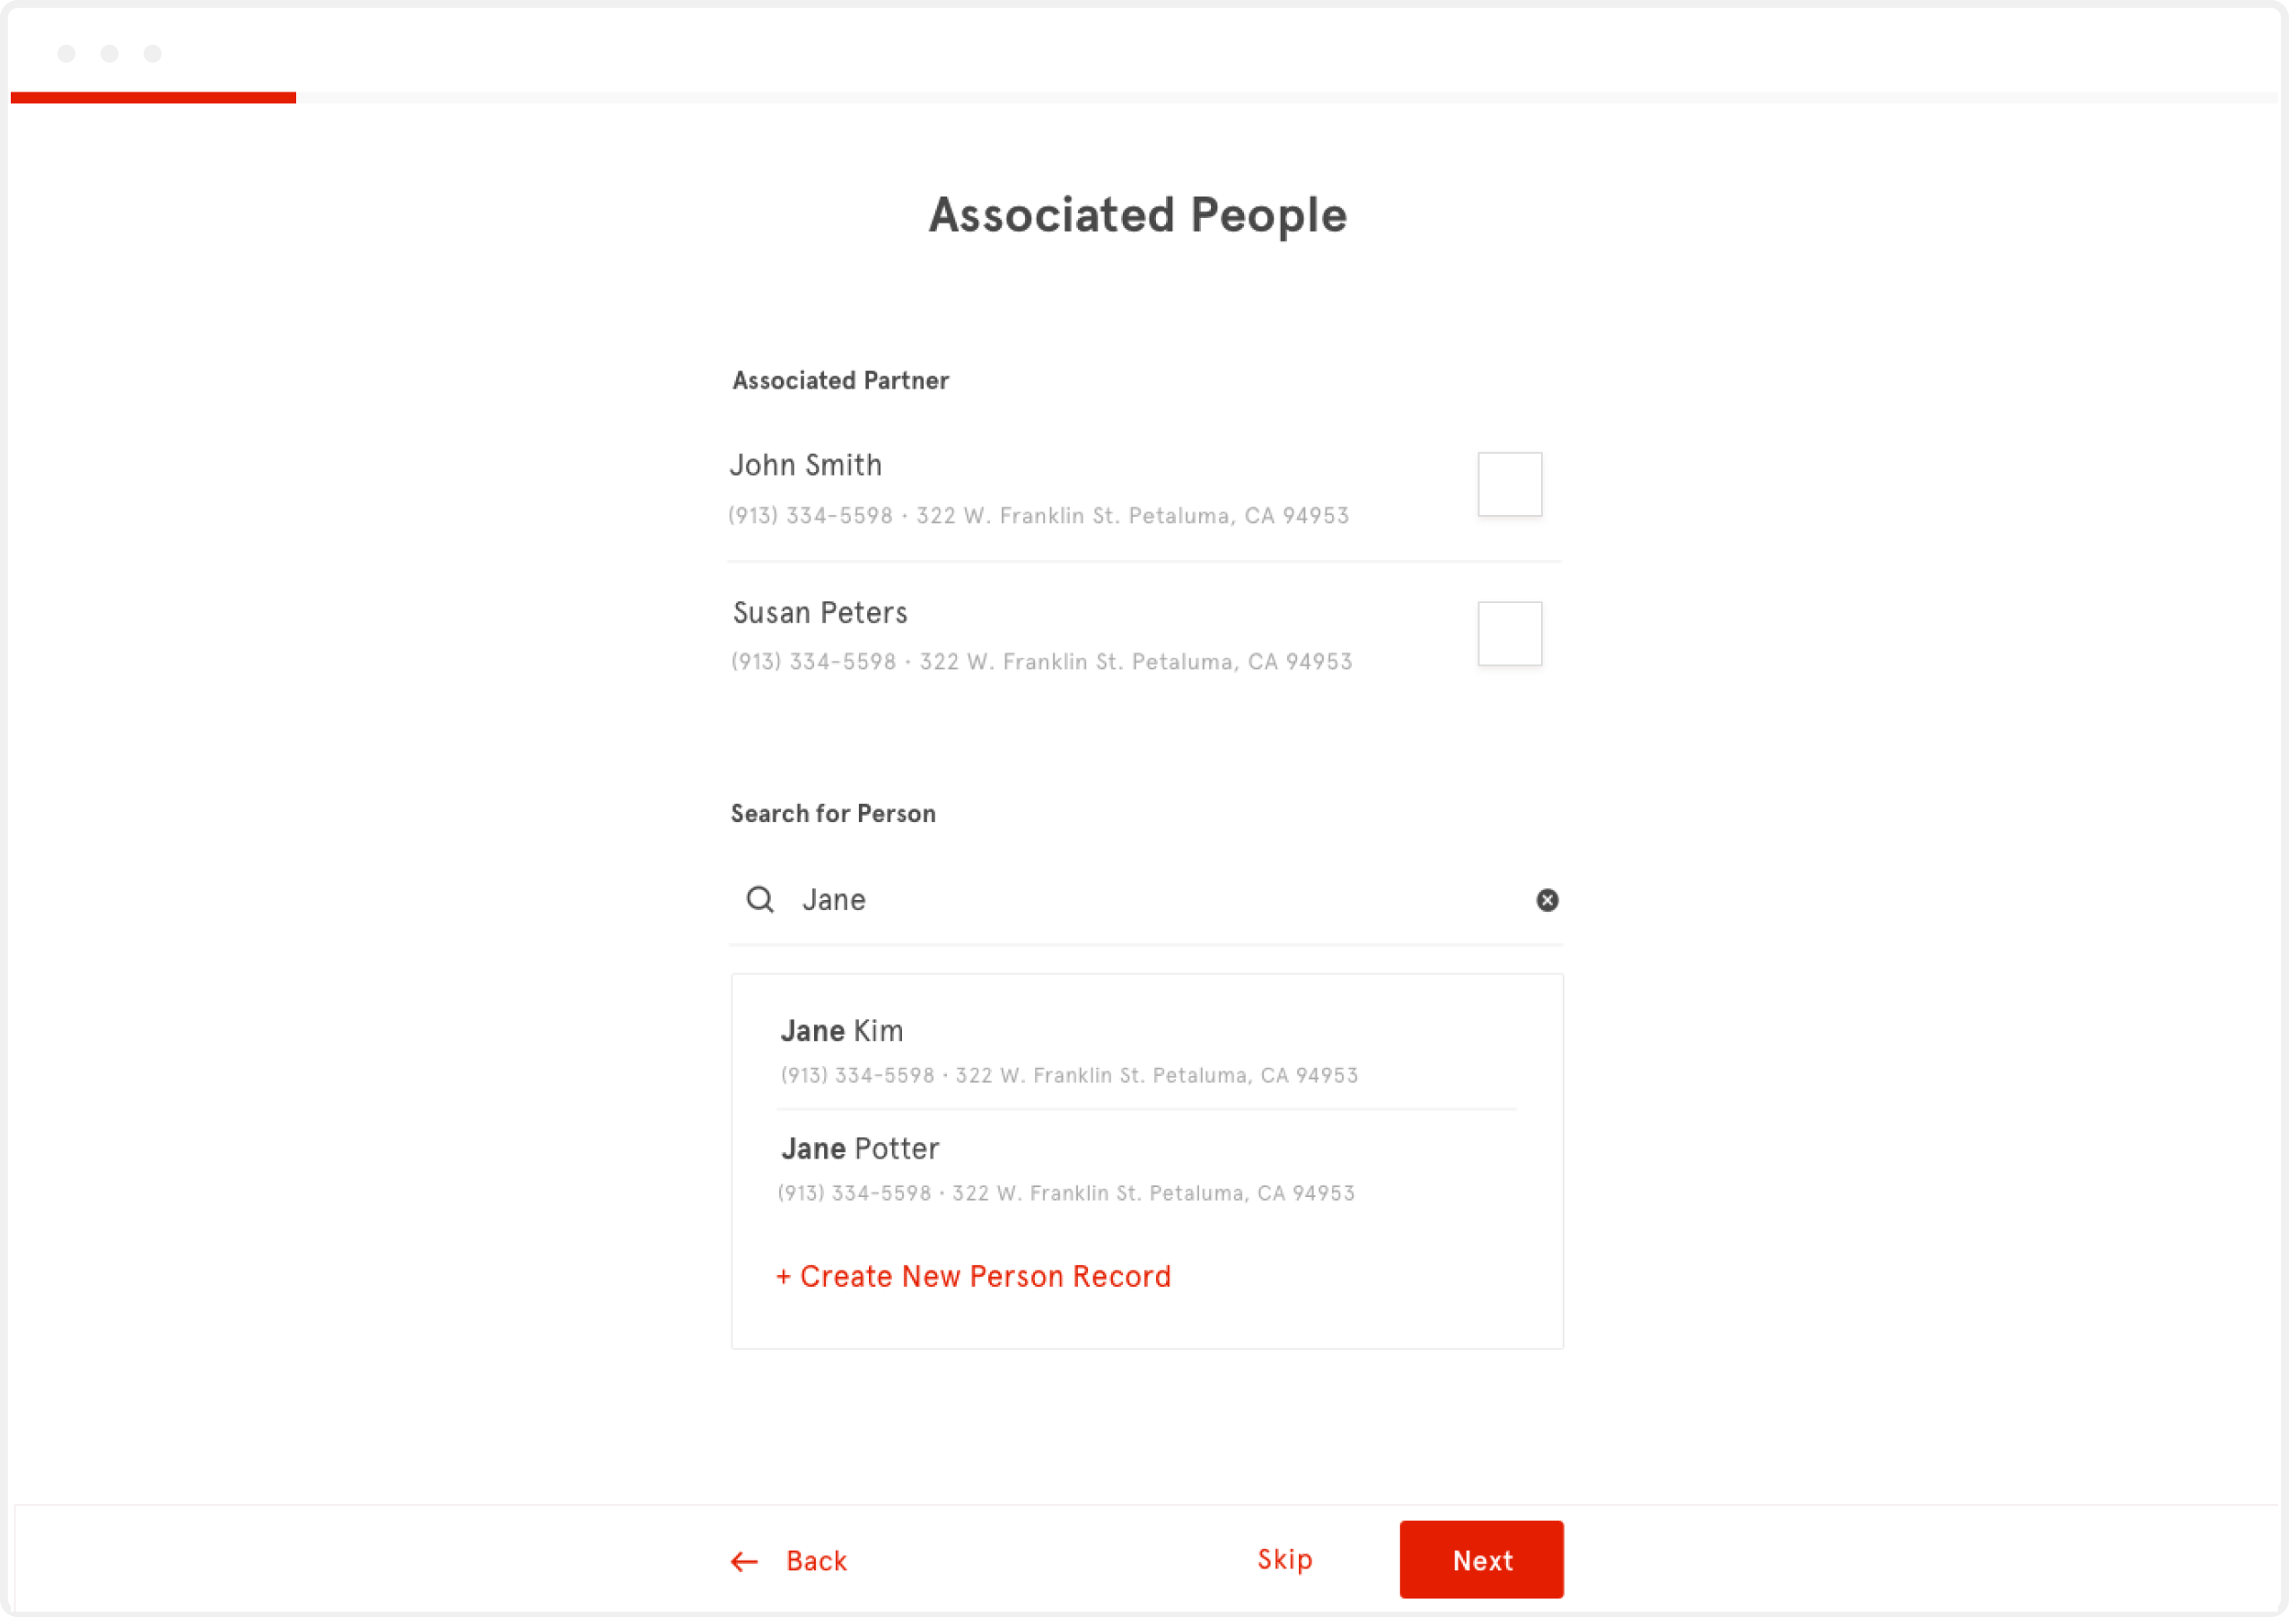 Associated People
Associated Partner
John Smith
(913) 334-5598 · 322 W. Franklin St. Petaluma, CA 94953
Susan Peters
(913) 334-5598 · 322 W. Franklin St. Petaluma, CA 94953
Search for Person
Jane
Jane Kim
(913) 334-5598 · 322 W. Franklin St. Petaluma, CA 94953
Jane Potter
(913) 334-5598 · 322 W. Franklin St. Petaluma, CA 94953
+ Create New Person Record
Back Skip Next